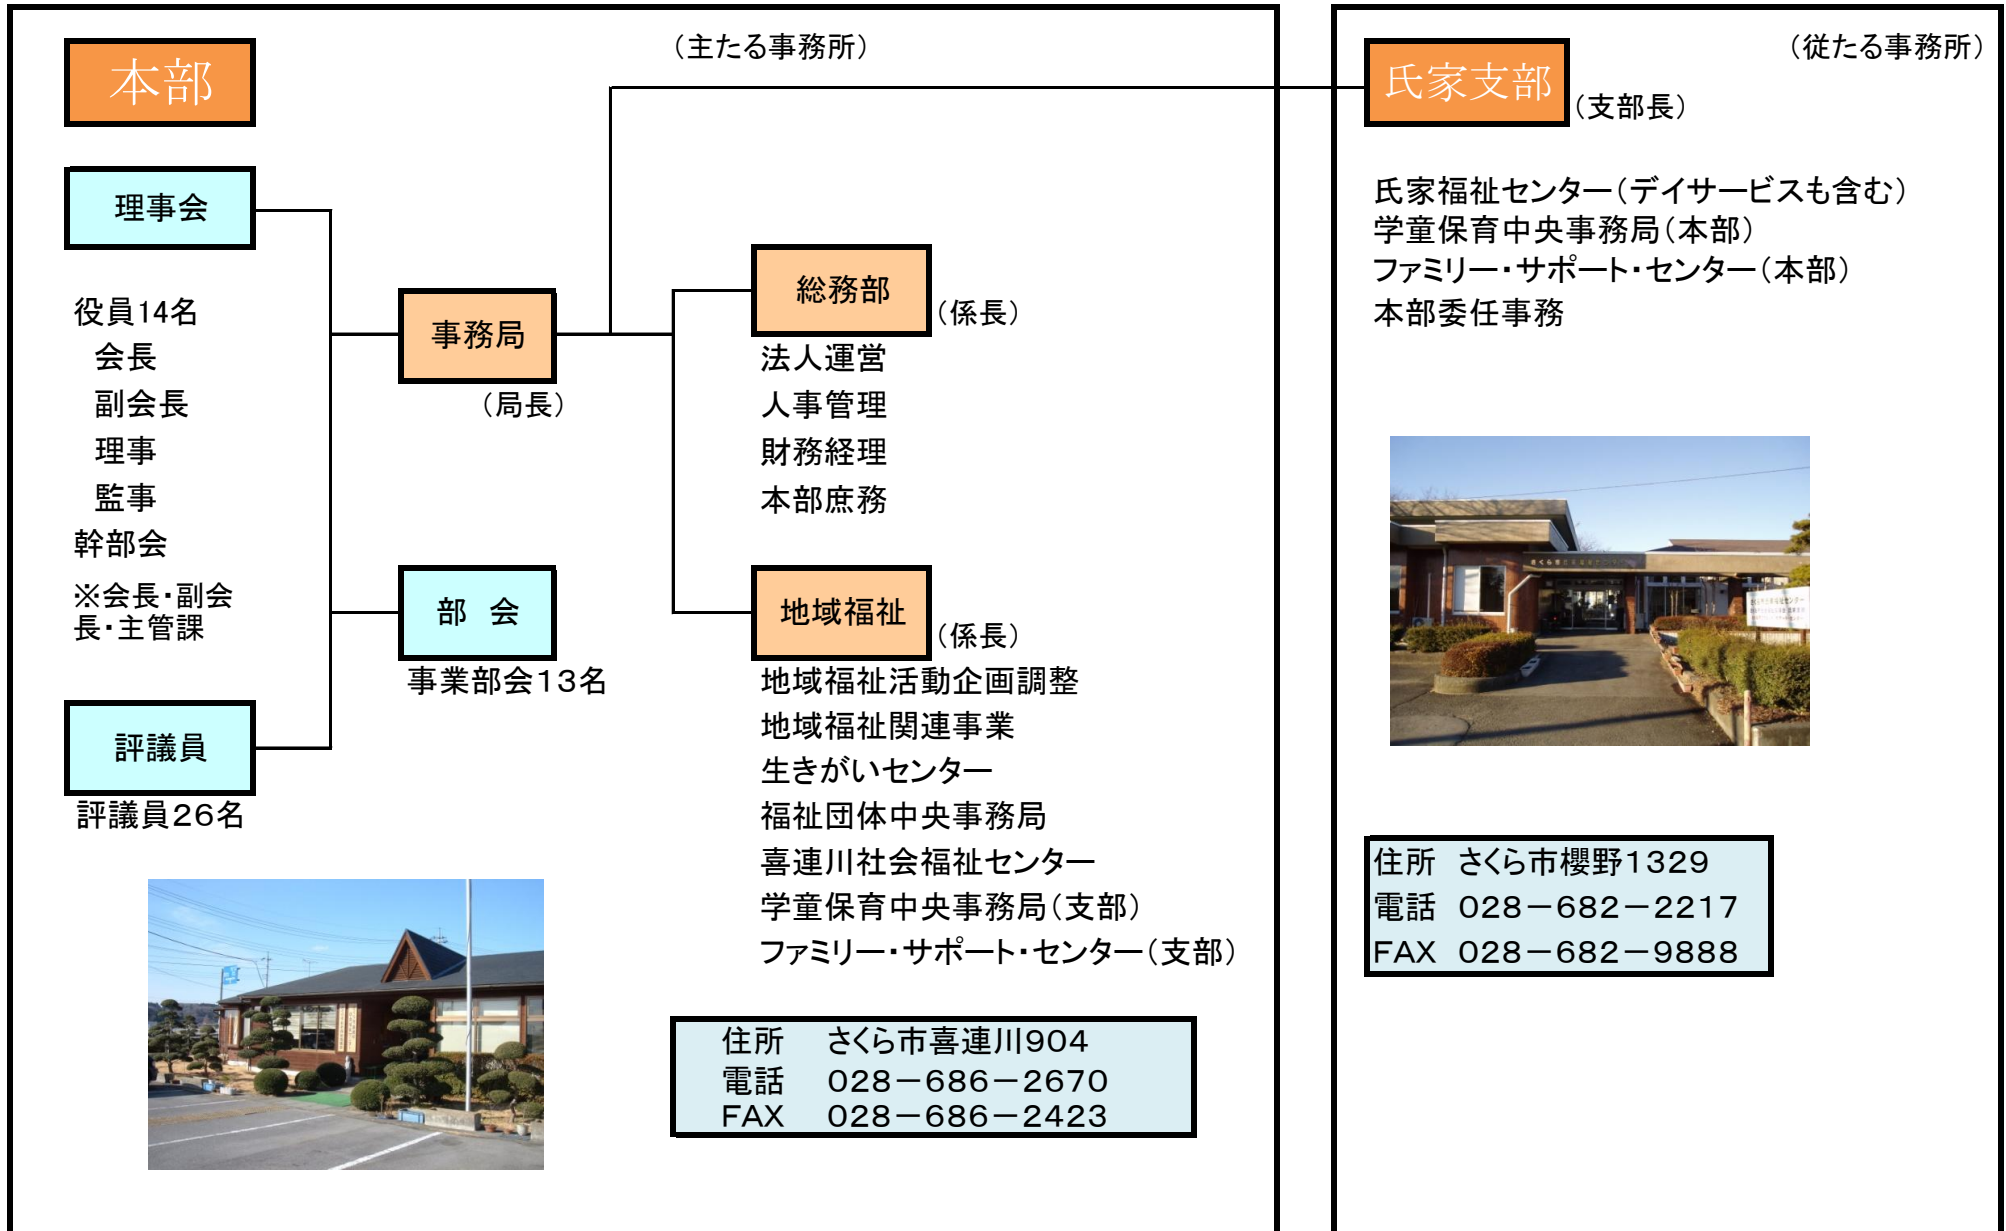 本部
（主たる事務所）
理事会
役員14名
会長
副会長
理事
監事
幹部会
※会長・副会
長・主管課
評議員
評議員26名
事務局
（局長）
部　会
事業部会13名
総務部
（係長）
法人運営
人事管理
財務経理
本部庶務
地域福祉
（係長）
地域福祉活動企画調整
地域福祉関連事業
生きがいセンター
福祉団体中央事務局
喜連川社会福祉センター
学童保育中央事務局（支部）
ファミリー・サポート・センター（支部）
住所　さくら市喜連川904
電話　028－686－2670
FAX　028－686－2423
（従たる事務所）
氏家支部
（支部長）
氏家福祉センター（デイサービスも含む）
学童保育中央事務局（本部）
ファミリー・サポート・センター（本部）
本部委任事務
住所　さくら市櫻野1329
電話　028－682－2217
FAX　028－682－9888